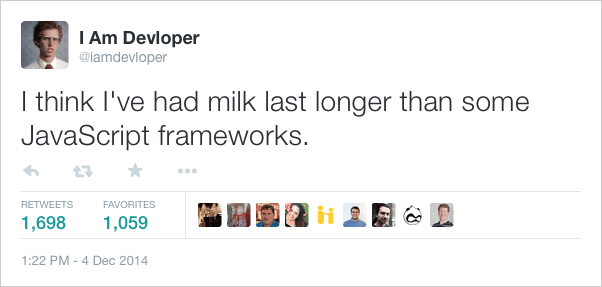 I Am Devloper
@iamdevloper
I think I've had milk last longer than some
JavaScript frameworks.
RETWEETS FAVORITES
1,698 1,059
1:22 PM - 4 Dec 2014